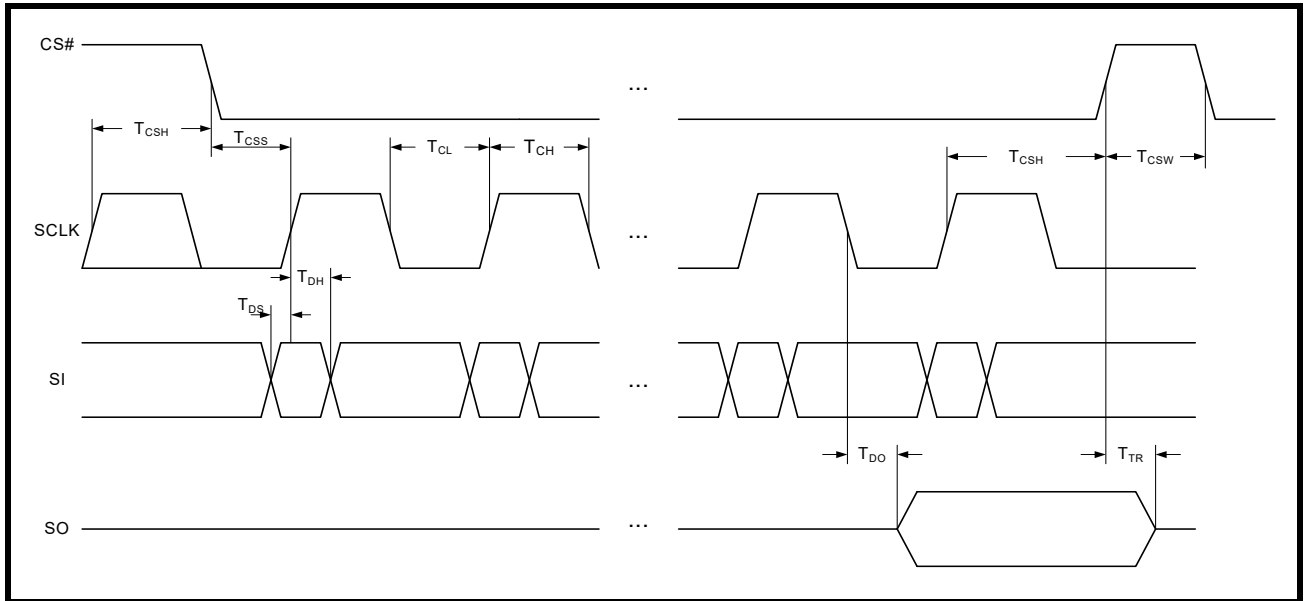 CS#
...
T_CSH
T_CSS
T_CL
T_CH
T_CSH
T_CSW
SCLK
...
T_DH
T_DS
SI
...
T_DO
T_TR
SO
...